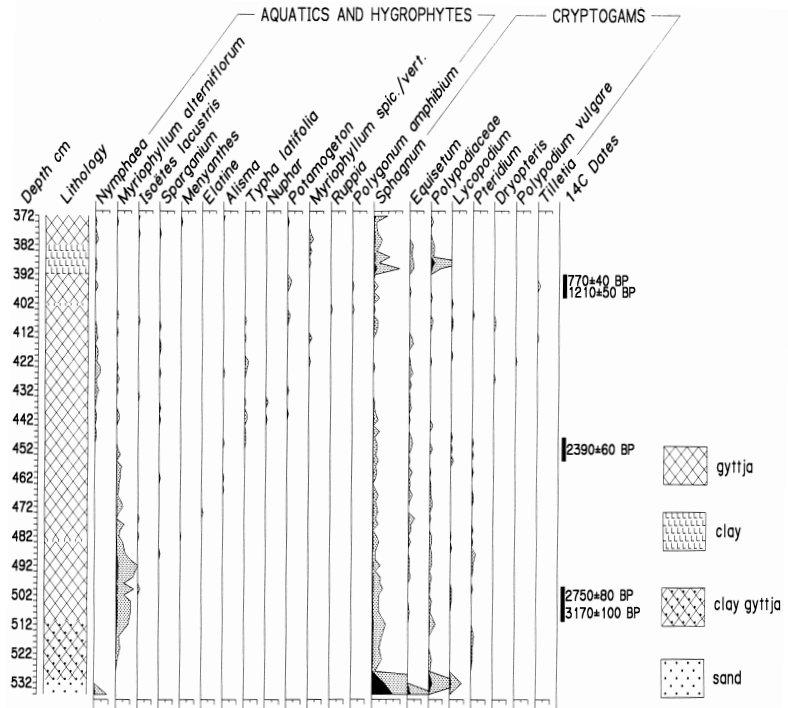 AQUATICS AND HYGROPHYTES
CRYPTOGAMS
Depth cm
Lithology
Nymphaea
Myriophyllum alterniflorum
Isoëtes lacustris
Sparganium
Menyanthes
Elatine
Alisma
Typha latifolia
Nuphar
Potamogeton
Myriophyllum spic./vert.
Ruppia
Polygonum amphibium
Sphagnum
Equisetum
Polypodiaceae
Lycopodium
Pteridium
Dryopteris
Polypodium vulgare
Tilletia
14C Dates
372
382
392
402
412
422
432
442
452
462
472
482
492
502
512
522
532
770±40 BP
1210±50 BP
2390±60 BP
2750±80 BP
3170±100 BP
gyttja
clay
clay gyttja
sand